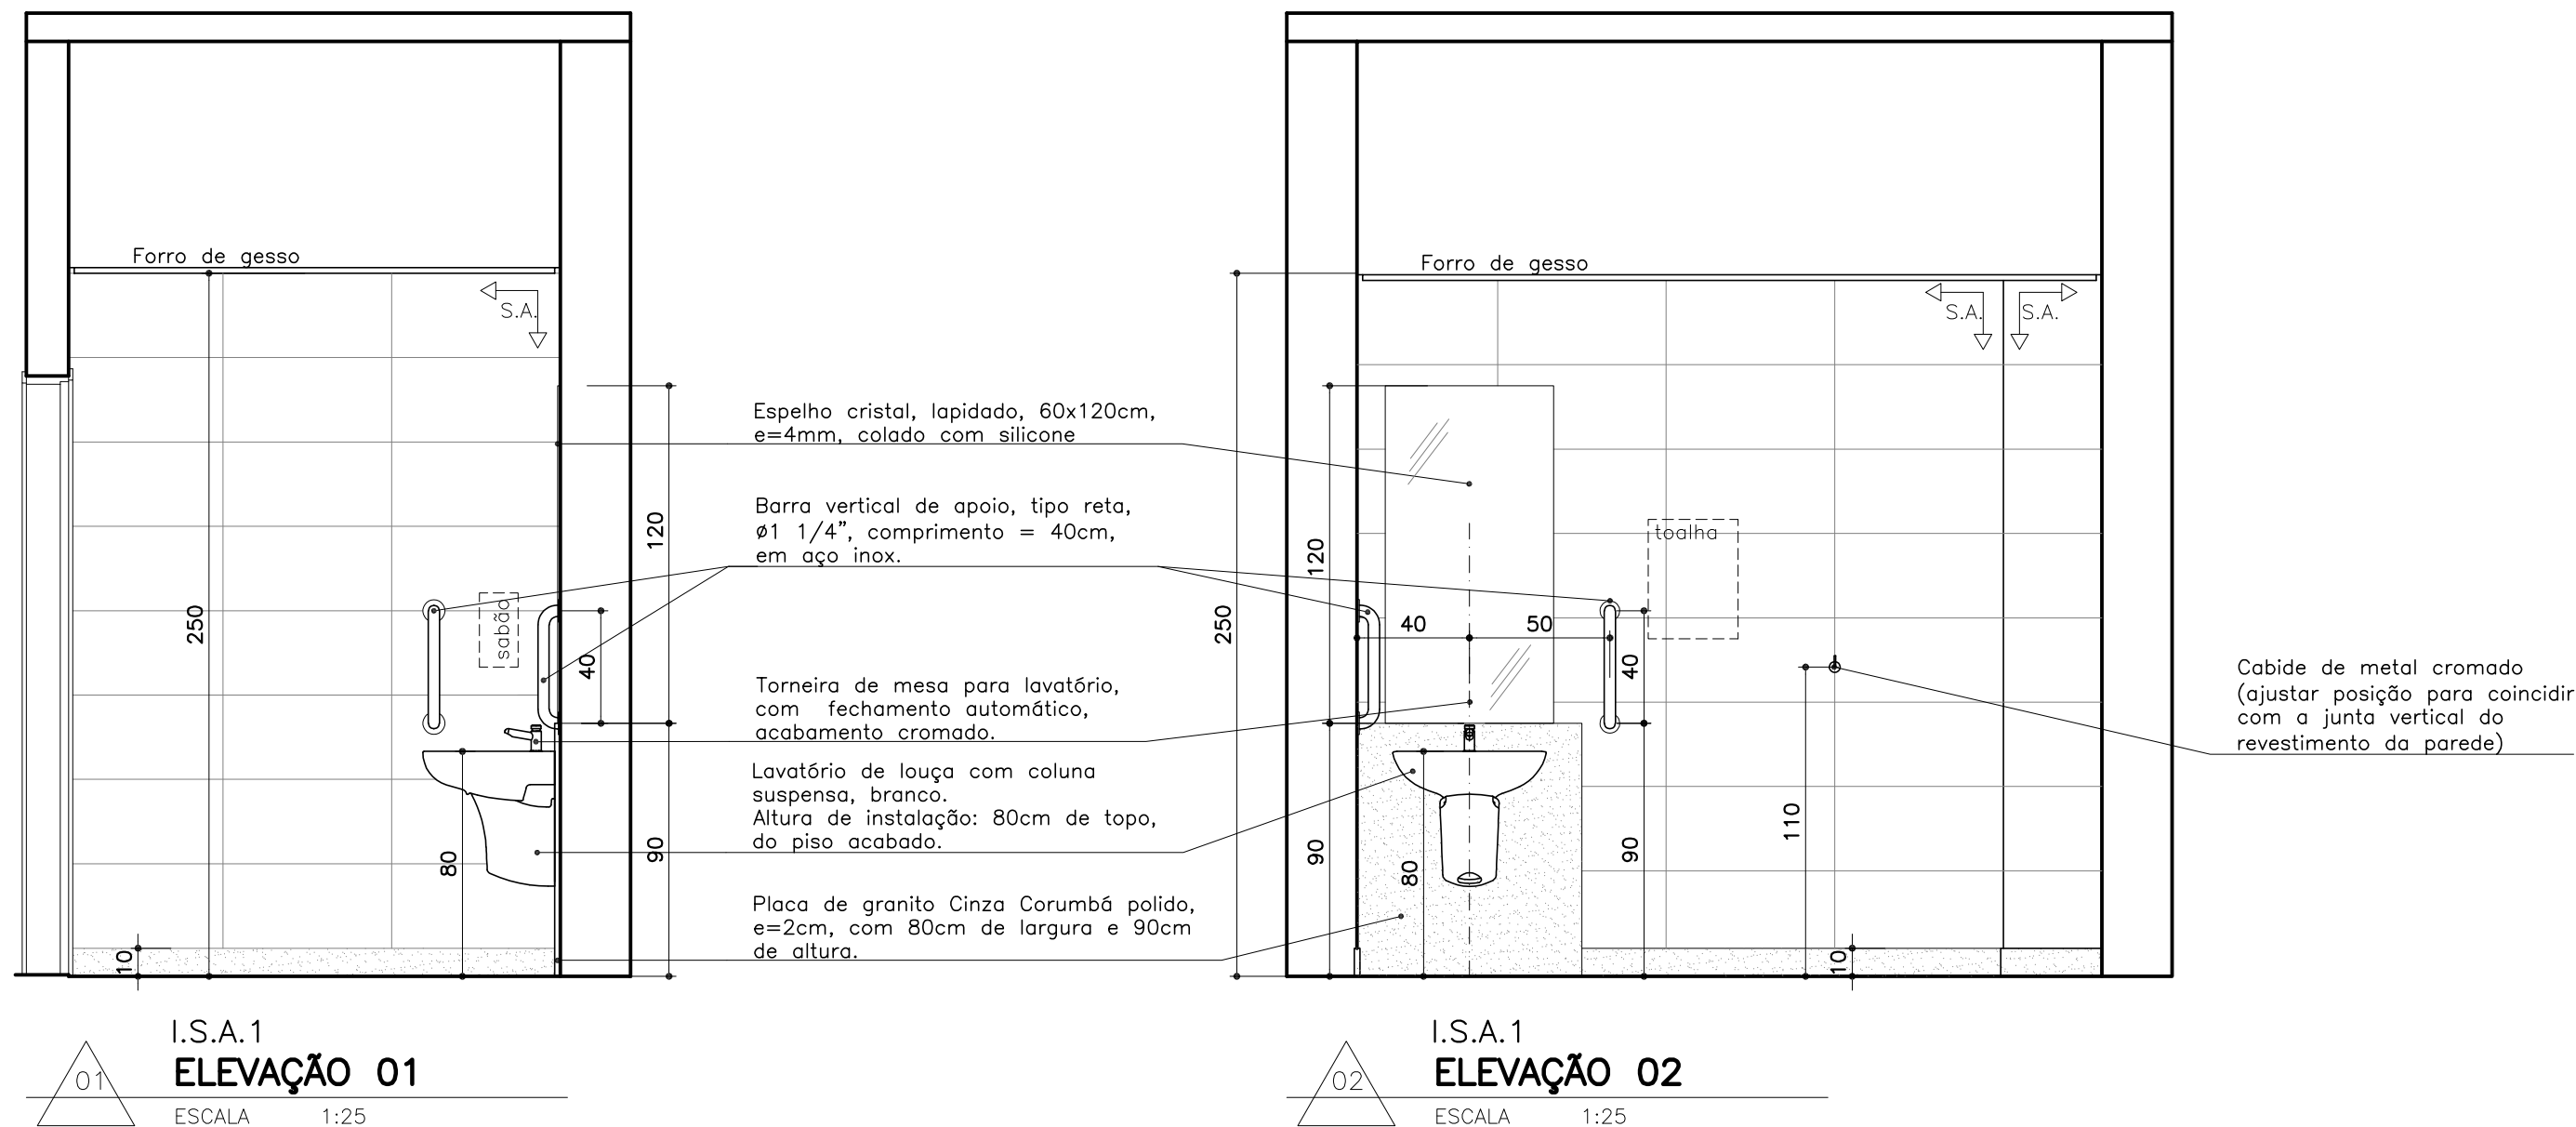 Forro de gesso
S.A.
250
120
sabão
40
80
90
10
Espelho cristal, lapidado, 60x120cm,
e=4mm, colado com silicone
Barra vertical de apoio, tipo reta,
ø1 1/4”, comprimento = 40cm,
em aço inox.
Torneira de mesa para lavatório,
com fechamento automático,
acabamento cromado.
Lavatório de louça com coluna
suspensa, branco.
Altura de instalação: 80cm de topo,
do piso acabado.
Placa de granito Cinza Corumbá polido,
e=2cm, com 80cm de largura e 90cm
de altura.
Forro de gesso
S.A.
S.A.
250
120
toalha
40
50
40
90
80
90
110
10
Cabide de metal cromado
(ajustar posição para coincidir
com a junta vertical do
revestimento da parede)
01
I.S.A.1
ELEVAÇÃO 01
ESCALA 1:25
02
I.S.A.1
ELEVAÇÃO 02
ESCALA 1:25